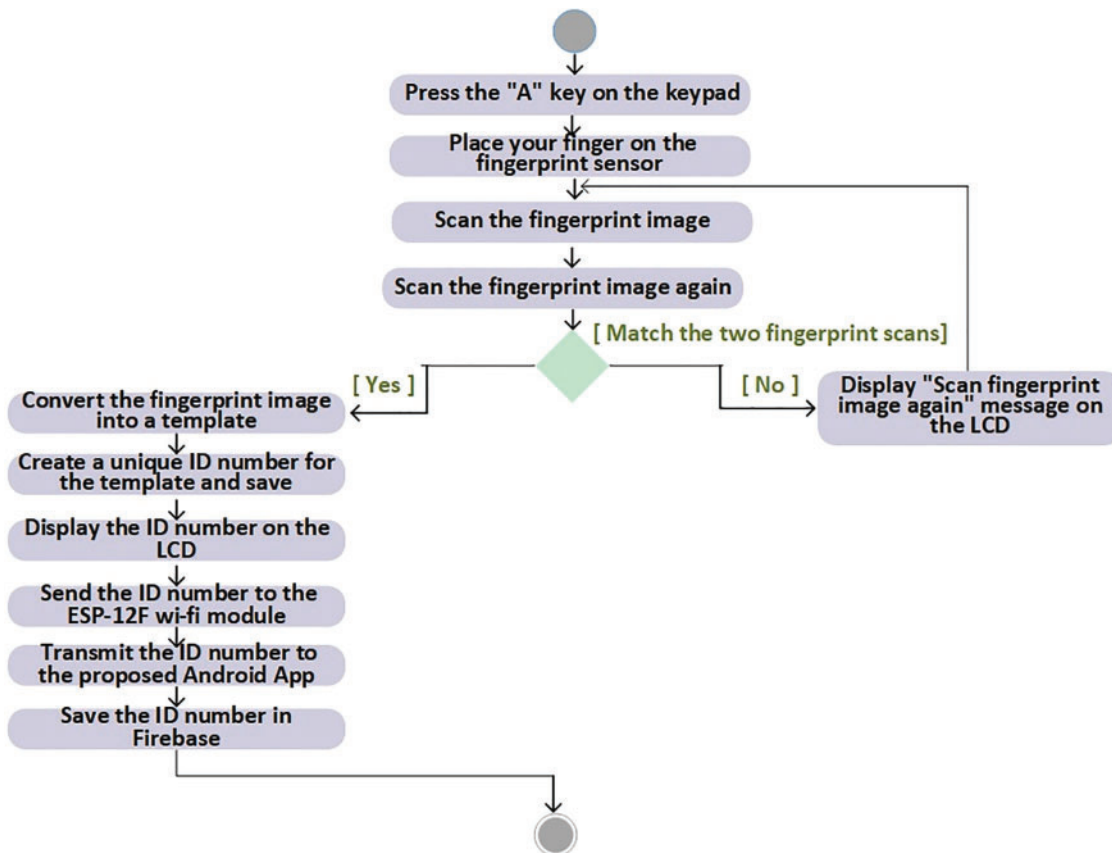 Press the "A" key on the keypad
Place your finger on the
fingerprint sensor
Scan the fingerprint image
Scan the fingerprint image again
[ Match the two fingerprint scans]
[ Yes ]
[ No ]
Convert the fingerprint image
into a template
Display "Scan fingerprint
image again" message on
the LCD
Create a unique ID number for
the template and save
Display the ID number on the
LCD
Send the ID number to the
ESP-12F wi-fi module
Transmit the ID number to
the proposed Android App
Save the ID number in
Firebase